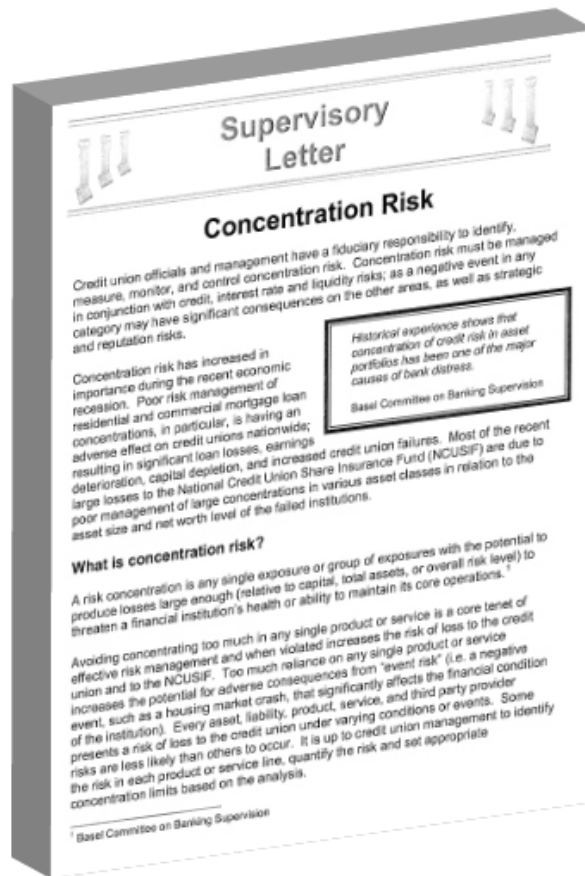 Supervisory
Letter
Concentration Risk
Credit union officials and management have a fiduciary responsibility to identify,
measure, monitor, and control concentration risk. Concentration risk must be managed
in conjunction with credit, interest rate and liquidity risks; as a negative event in any
category may have significant consequences on the other areas, as well as strategic
and reputation risks.
Historical experience shows that
concentration of credit risk in asset
portfolios has been one of the major
causes of bank distress.
Basel Committee on Banking Supervision
Concentration risk has increased in
importance during the recent economic
recession. Poor risk management of
residential and commercial mortgage loan
concentrations, in particular, is having an
adverse effect on credit unions nationwide;
resulting in significant loan losses, earnings
deterioration, capital depletion, and increased credit union failures. Most of the recent
large losses to the National Credit Union Share Insurance Fund (NCUSIF) are due to
poor management of large concentrations in various asset classes in relation to the
asset size and net worth level of the failed institutions.
What is concentration risk?
A risk concentration is any single exposure or group of exposures with the potential to
produce losses large enough (relative to capital, total assets, or overall risk level) to
threaten a financial institution's health or ability to maintain its core operations.¹
Avoiding concentrating too much in any single product or service is a core tenet of
effective risk management and when violated increases the risk of loss to the credit
union and to the NCUSIF. Too much reliance on any single product or service
increases the potential for adverse consequences from "event risk" (i.e. a negative
event, such as a housing market crash, that significantly affects the financial condition
of the institution). Every asset, liability, product, service, and third party provider
presents a risk of loss to the credit union under varying conditions or events. Some
risks are less likely than others to occur. It is up to credit union management to identify
the risk in each product or service line, quantify the risk and set appropriate
concentration limits based on the analysis.
¹ Basel Committee on Banking Supervision